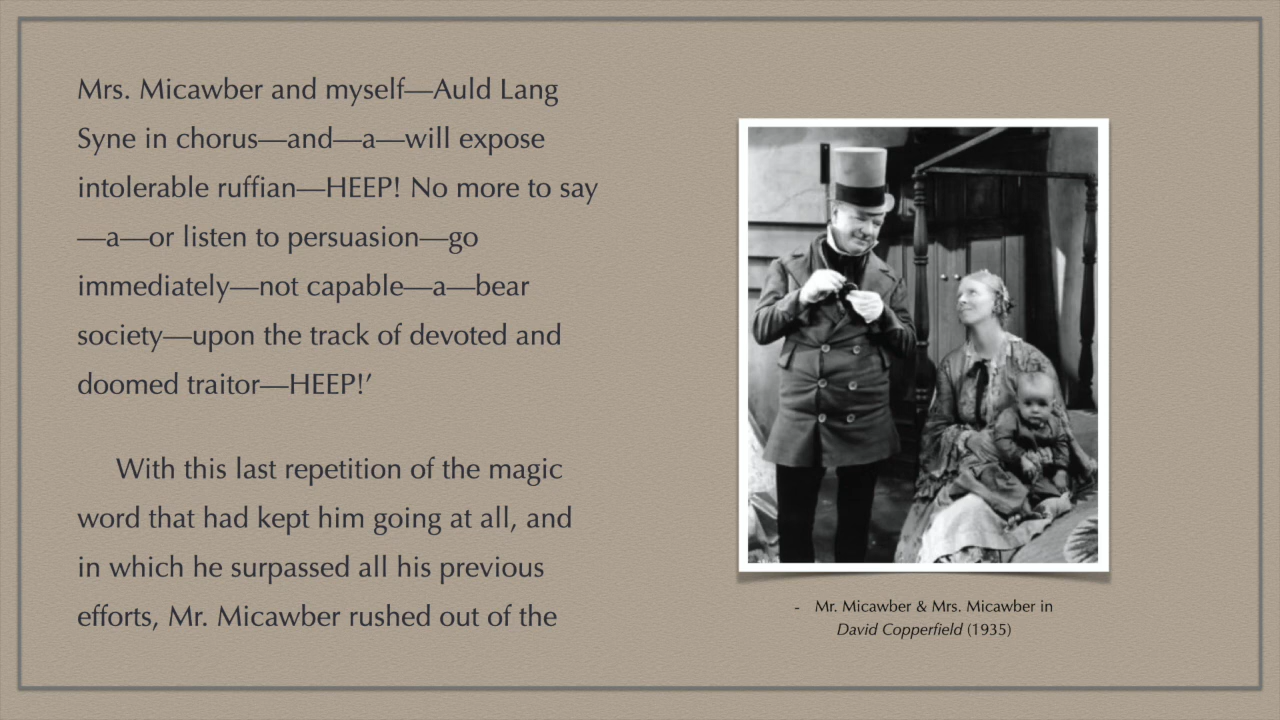 Mrs. Micawber and myself—Auld Lang
Syne in chorus—and—a—will expose
intolerable ruffian—HEEP! No more to say
—a—or listen to persuasion—go
immediately—not capable—a—bear
society—upon the track of devoted and
doomed traitor—HEEP!’
With this last repetition of the magic
word that had kept him going at all, and
in which he surpassed all his previous
efforts, Mr. Micawber rushed out of the
- Mr. Micawber & Mrs. Micawber in
David Copperfield (1935)